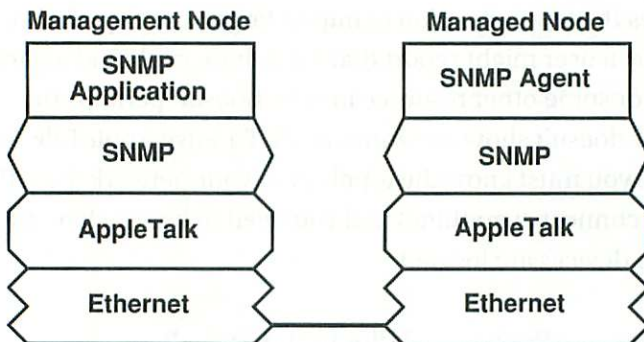 Management Node
Managed Node
SNMP
Application
SNMP Agent
SNMP
SNMP
AppleTalk
AppleTalk
Ethernet
Ethernet